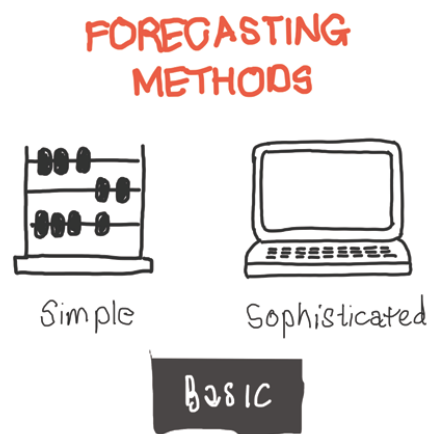 FORECASTING
METHODS
Simple
Sophisticated
BasIC